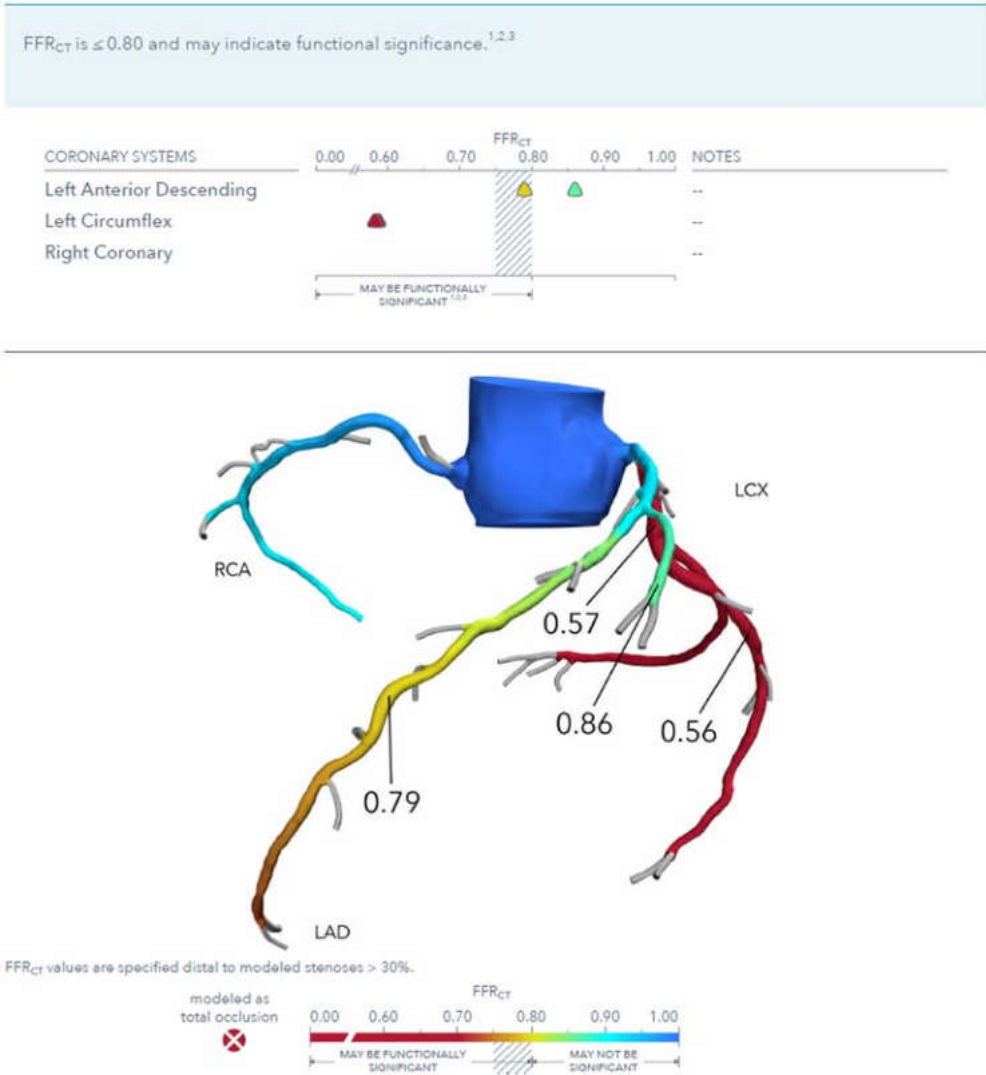 FFRCT is ≤ 0.80 and may indicate functional significance.1,2,3
FFRCT
CORONARY SYSTEMS 0.00 0.60 0.70 0.80 0.90 1.00 NOTES
Left Anterior Descending --
Left Circumflex --
Right Coronary --
MAY BE FUNCTIONALLY
SIGNIFICANT 1,2,3
LCX
RCA
0.57
0.86
0.56
0.79
LAD
FFRCT values are specified distal to modeled stenoses > 30%.
modeled as
total occlusion
FFRCT
0.00 0.60 0.70 0.80 0.90 1.00
MAY BE FUNCTIONALLY
SIGNIFICANT
MAY NOT BE
SIGNIFICANT